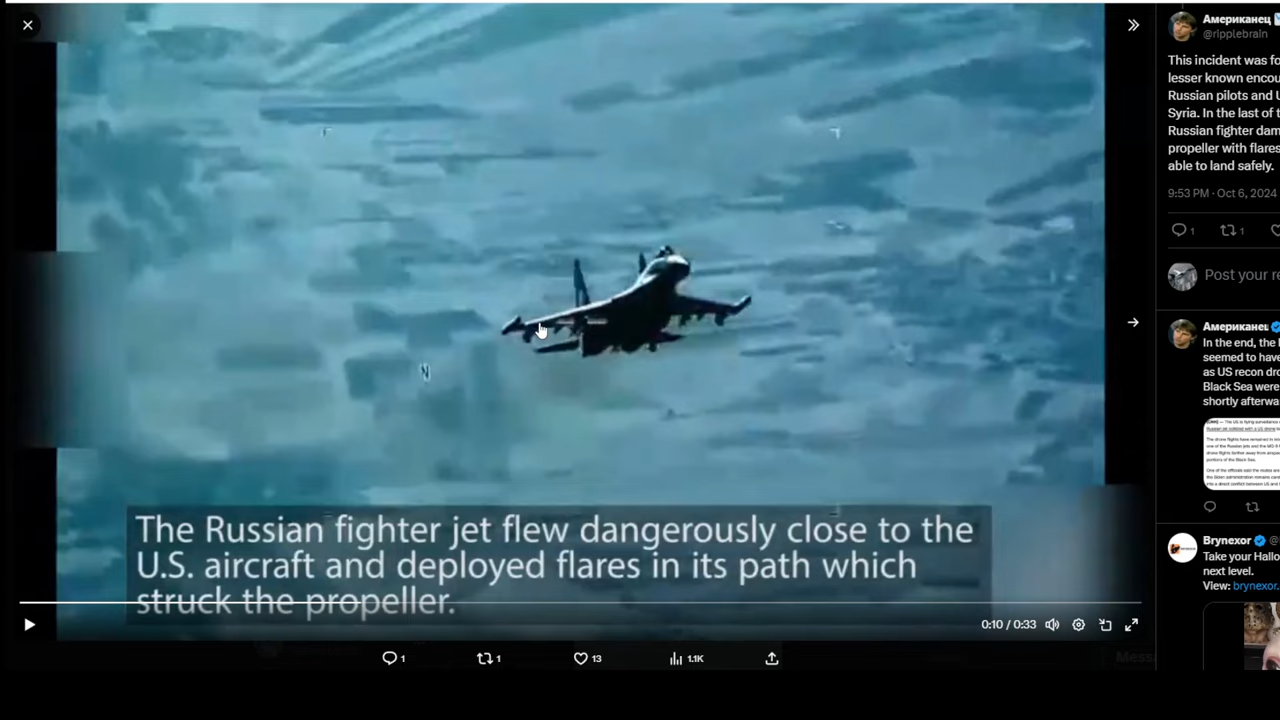 The Russian fighter jet flew dangerously close to the
U.S. aircraft and deployed flares in its path which
struck the propeller.
0:10 / 0:33
1
1
13
1.1K
Американец
@ripplebrain
This incident was fo
lesser known encou
Russian pilots and U
Syria. In the last of t
Russian fighter dam
propeller with flares
able to land safely.
9:53 PM · Oct 6, 2024
1
1
Post your re
Американец
In the end, the
seemed to have
as US recon dro
Black Sea were
shortly afterwa
Brynexor @
Take your Hallo
next level.
View: brynexor.